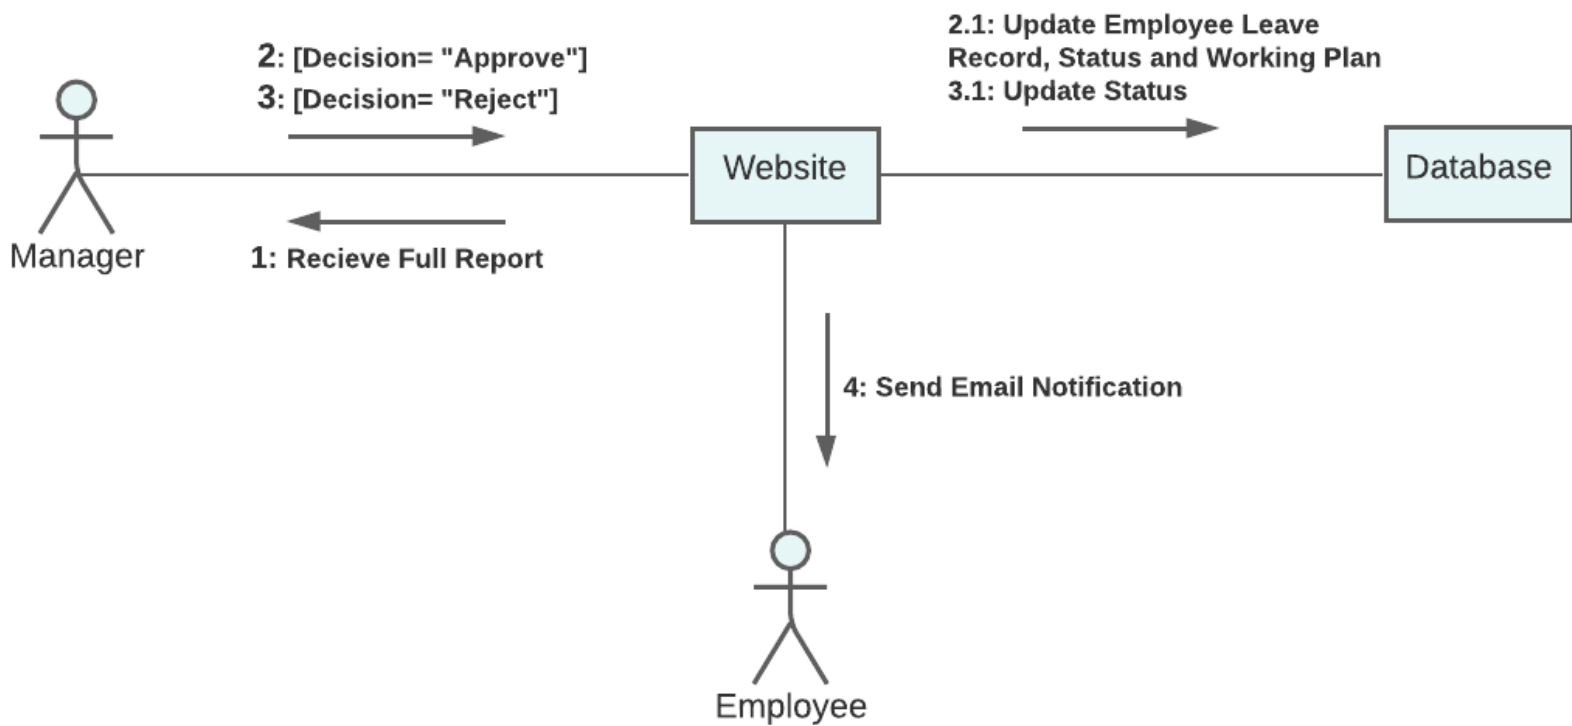 2: [Decision= "Approve"]
3: [Decision= "Reject"]
2.1: Update Employee Leave
Record, Status and Working Plan
3.1: Update Status
Website
Database
Manager
1: Recieve Full Report
4: Send Email Notification
Employee